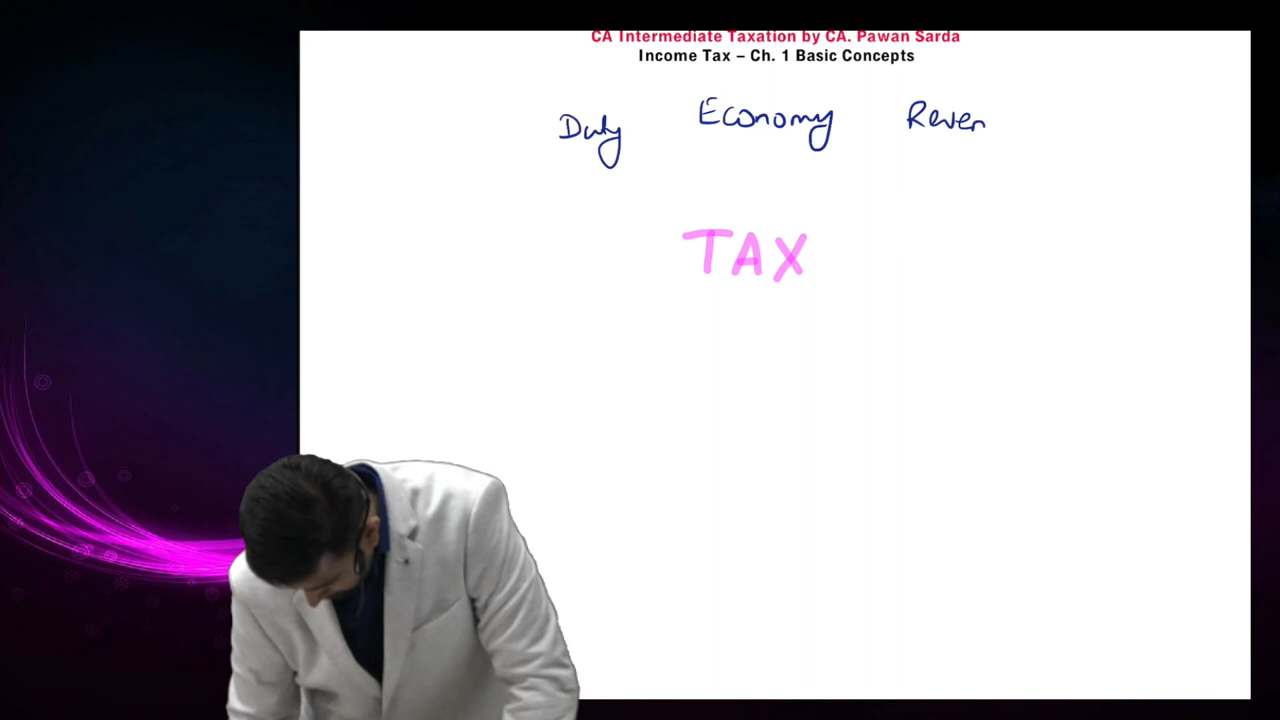 CA Intermediate Taxation by CA. Pawan Sarda
Income Tax – Ch. 1 Basic Concepts
Duty Economy Reven
TAX